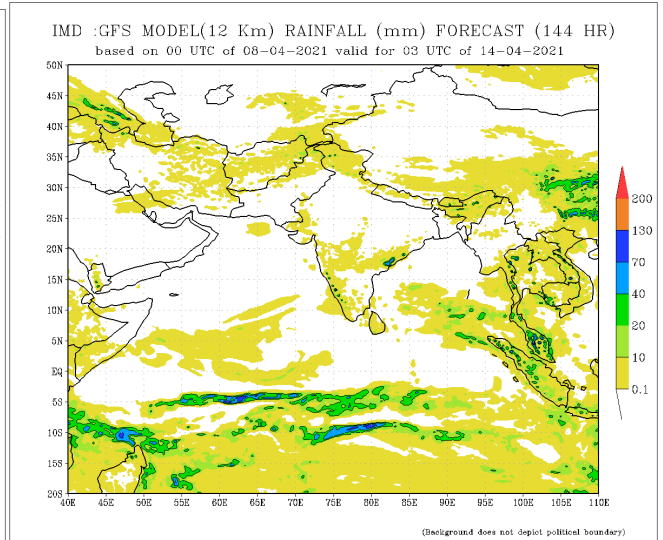 IMD :GFS MODEL(12 Km) RAINFALL (mm) FORECAST (144 HR)
based on 00 UTC of 08-04-2021 valid for 03 UTC of 14-04-2021
50N
45N
40N
35N
30N
25N
20N
15N
10N
5N
EQ
5S
10S
15S
20S
40E 45E 50E 55E 60E 65E 70E 75E 80E 85E 90E 95E 100E 105E 110E
200
130
70
40
20
10
0.1
(Background does not depict political boundary)